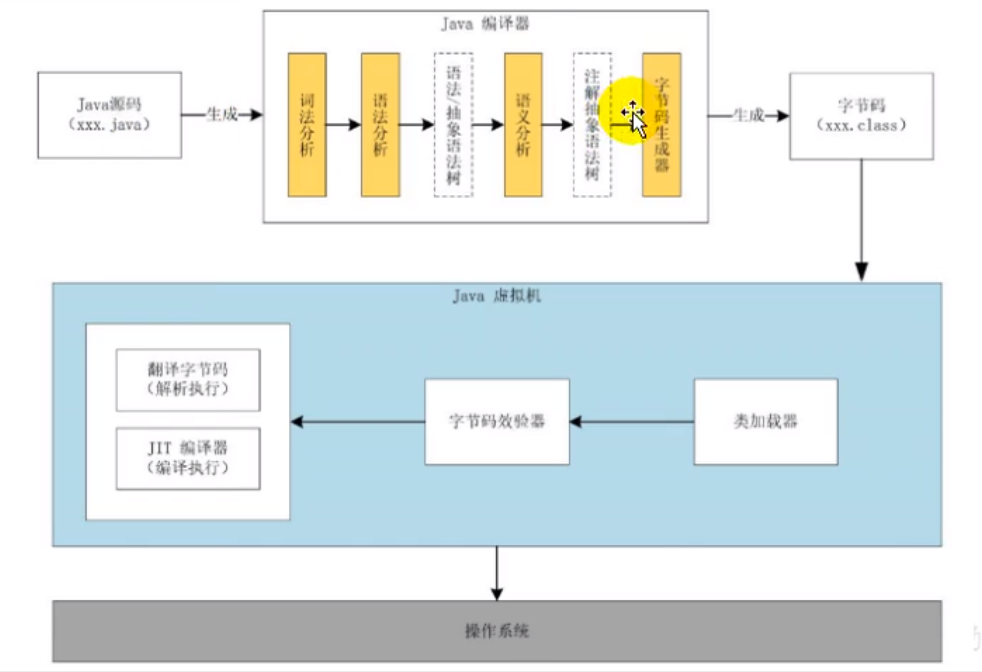 Java 编译器
Java源码
（xxx.java）
生成
词法分析
语法分析
语法/抽象语法树
语义分析
注解抽象语法树
字节码生成器
生成
字节码
（xxx.class）
Java 虚拟机
翻译字节码
（解析执行）
JIT 编译器
（编译执行）
字节码效验器
类加载器
操作系统